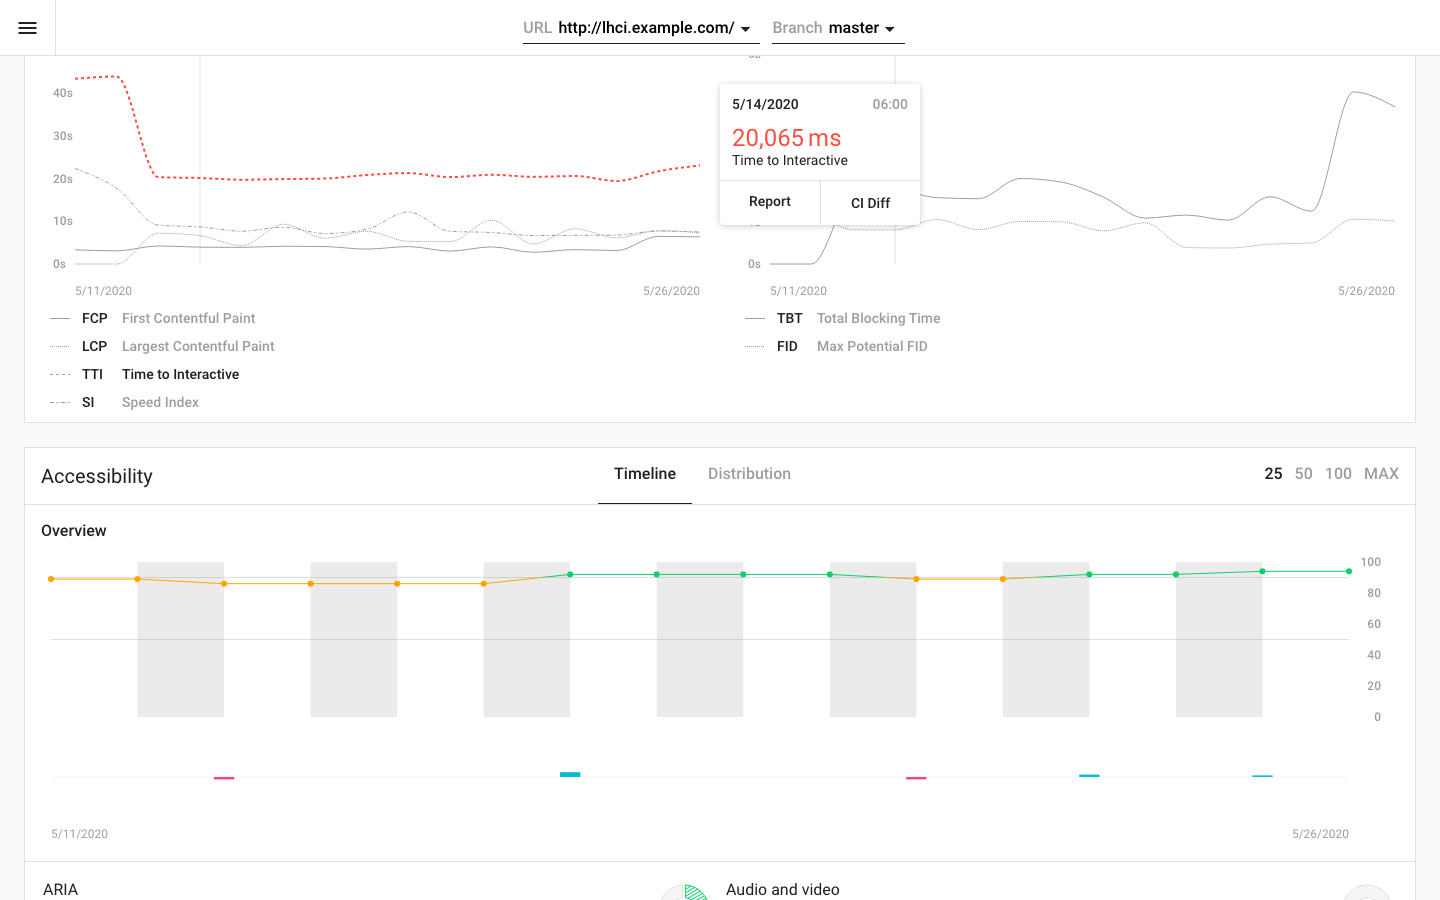 URL http://lhci.example.com/ Branch master
40s
30s
20s
10s
0s
5/11/2020 5/26/2020
FCP First Contentful Paint
LCP Largest Contentful Paint
TTI Time to Interactive
SI Speed Index
5/14/2020 06:00
20,065 ms
Time to Interactive
Report CI Diff
0s
5/11/2020 5/26/2020
TBT Total Blocking Time
FID Max Potential FID
Accessibility Timeline Distribution 25 50 100 MAX
Overview
100
80
60
40
20
0
5/11/2020 5/26/2020
ARIA Audio and video